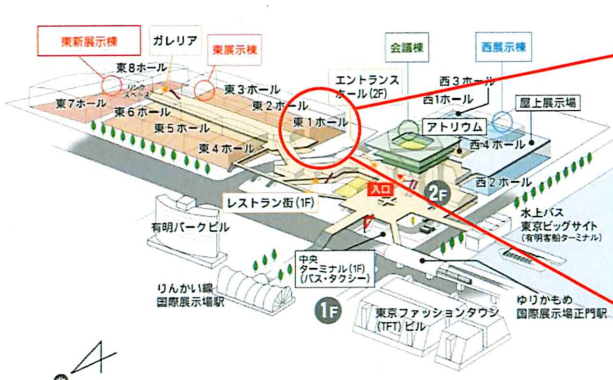 東新展示棟
ガレリア
東展示棟
会議棟
西展示棟
東8ホール
リンク
スペース
東7ホール
東6ホール
東5ホール
東4ホール
東3ホール
東2ホール
東1ホール
エントランス
ホール(2F)
西3ホール
西1ホール
屋上展示場
アトリウム
西4ホール
西2ホール
入口
2F
レストラン街(1F)
有明パークビル
水上バス
東京ビッグサイト
(有明客船ターミナル)
中央
ターミナル(1F)
(バス・タクシー)
りんかい線
国際展示場駅
1F
東京ファッションタウン
(TFT)ビル
ゆりかもめ
国際展示場正門駅